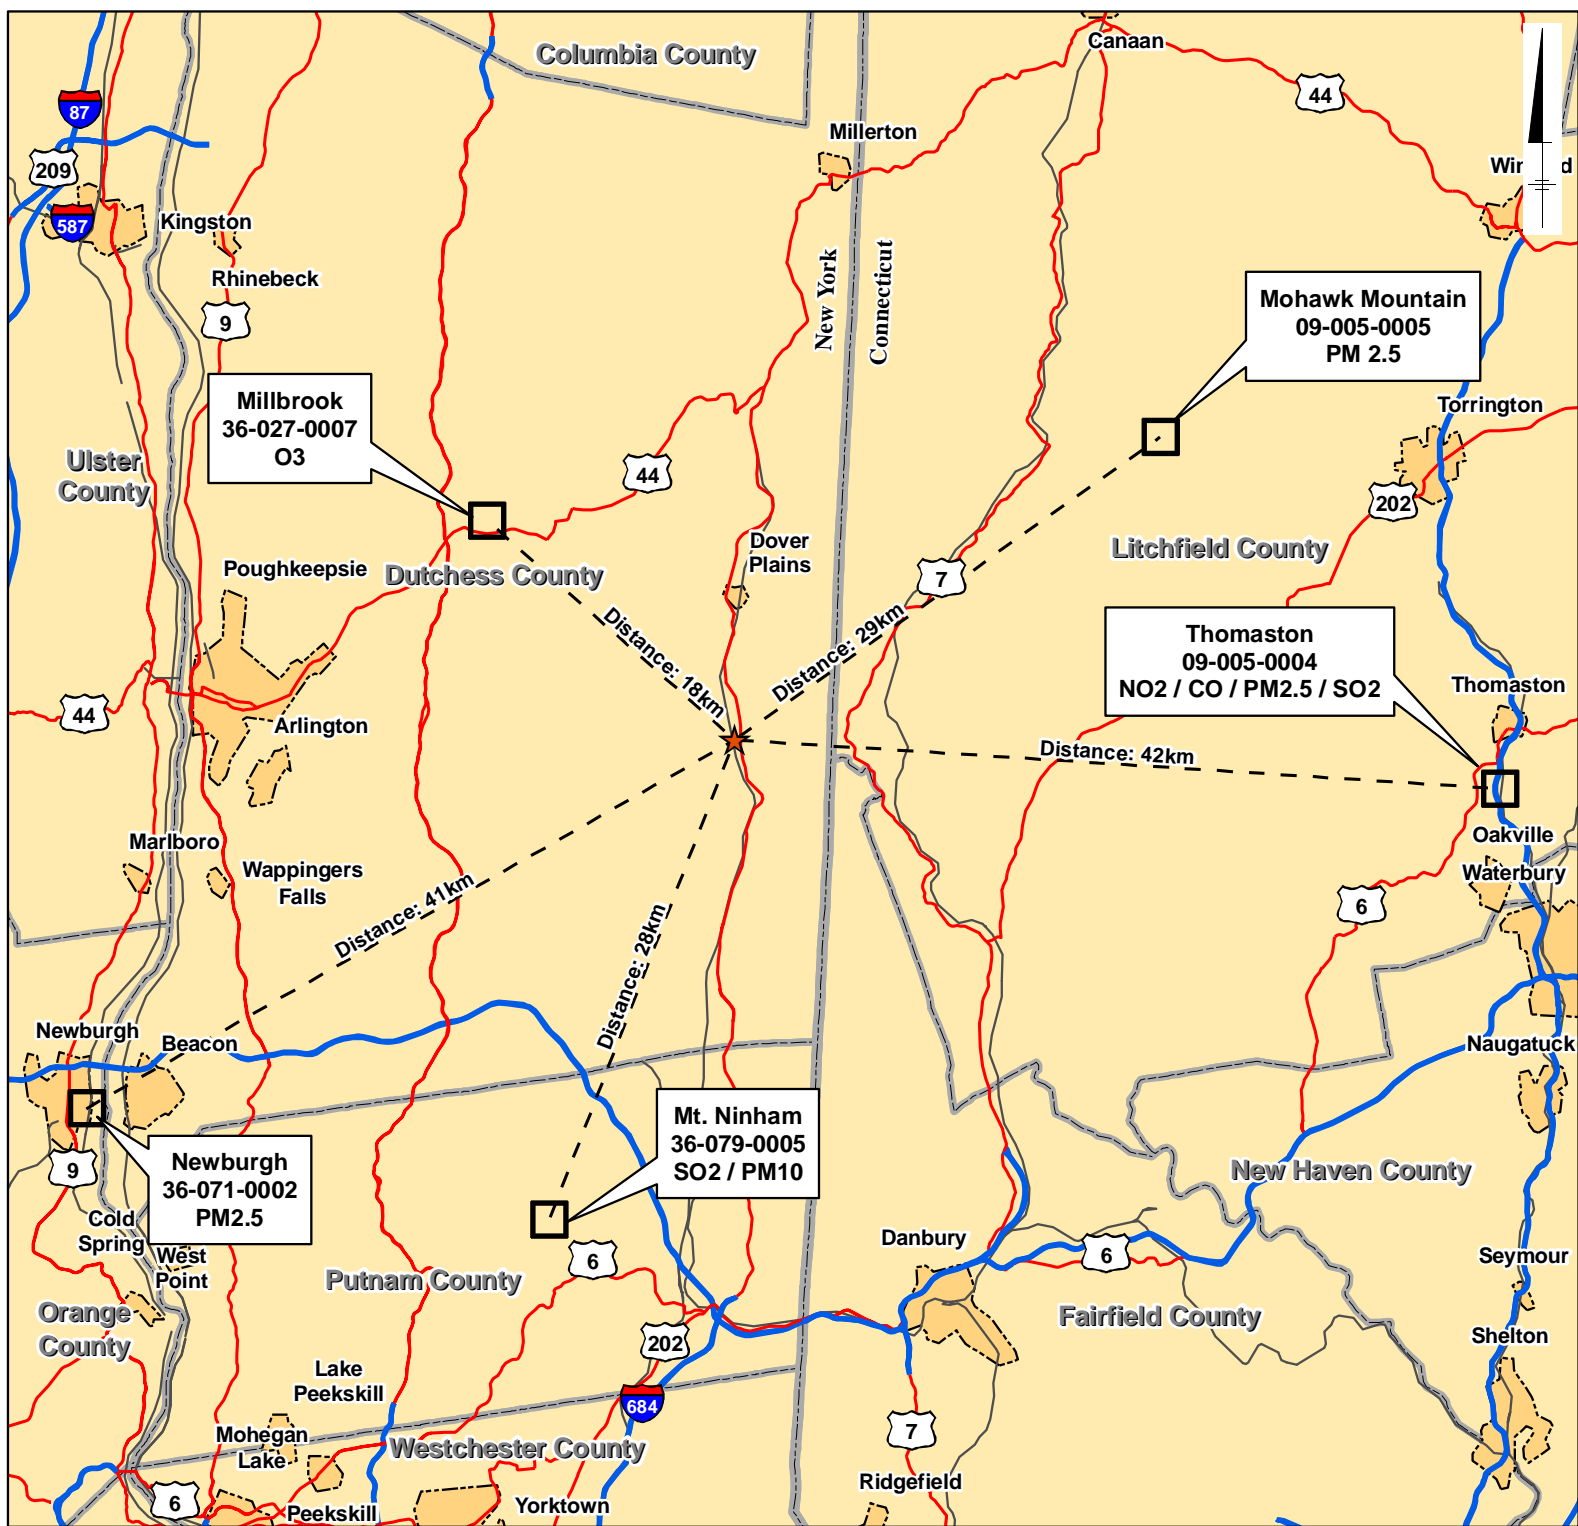 Columbia County
Canaan
87
44
Millerton
209
Winsted
587
Kingston
Rhinebeck
9
New York
Connecticut
Mohawk Mountain
09-005-0005
PM 2.5
Millbrook
36-027-0007
O3
Torrington
Ulster
County
44
202
Dover
Plains
Litchfield County
Poughkeepsie
Dutchess County
7
Distance: 18km
Distance: 29km
Thomaston
09-005-0004
NO2 / CO / PM2.5 / SO2
Thomaston
44
Arlington
Distance: 42km
Marlboro
Wappingers
Falls
Oakville
Waterbury
6
Distance: 41km
Distance: 28km
Newburgh
Beacon
Naugatuck
Mt. Ninham
36-079-0005
SO2 / PM10
9
Newburgh
36-071-0002
PM2.5
New Haven County
Cold
Spring
West
Point
Danbury
6
6
Seymour
Putnam County
Orange
County
Fairfield County
202
Shelton
Lake
Peekskill
684
7
Mohegan
Lake
Westchester County
Ridgefield
6
Peekskill
Yorktown